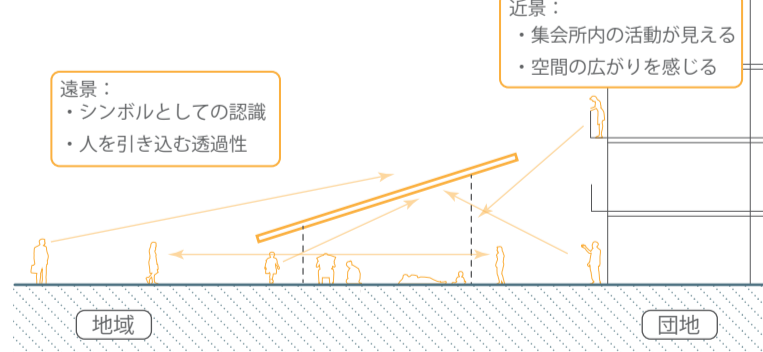 近景：
・集会所内の活動が見える
・空間の広がりを感じる
遠景：
・シンボルとしての認識
・人を引き込む透過性
地域
団地